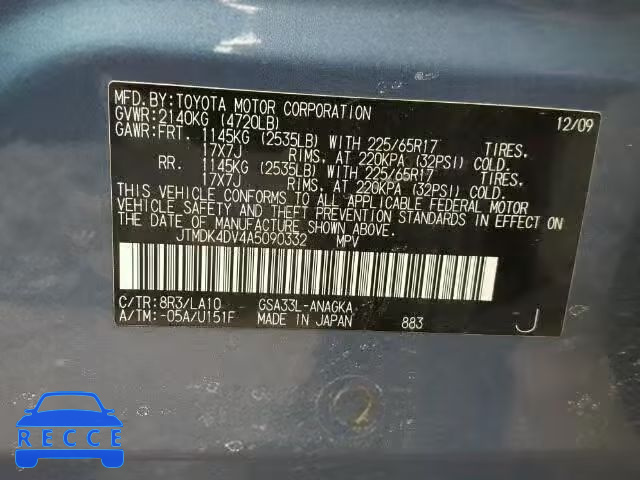 MFD.BY:TOYOTA MOTOR CORPORATION 12/09
GVWR:2140KG (4720LB)
GAWR:FRT. 1145KG (2535LB) WITH 225/65R17 TIRES,
17X7J RIMS, AT 220KPA (32PSI) COLD.
RR. 1145KG (2535LB) WITH 225/65R17 TIRES,
17X7J RIMS, AT 220KPA (32PSI) COLD.
THIS VEHICLE CONFORMS TO ALL APPLICABLE FEDERAL MOTOR
VEHICLE SAFETY AND THEFT PREVENTION STANDARDS IN EFFECT ON
THE DATE OF MANUFACTURE SHOWN ABOVE.
JTMDK4DV4A5090332 MPV
C/TR:8R3/LA10 GSA33L-ANAGKA
A/TM:-05A/U151F MADE IN JAPAN 883 J
RECCE